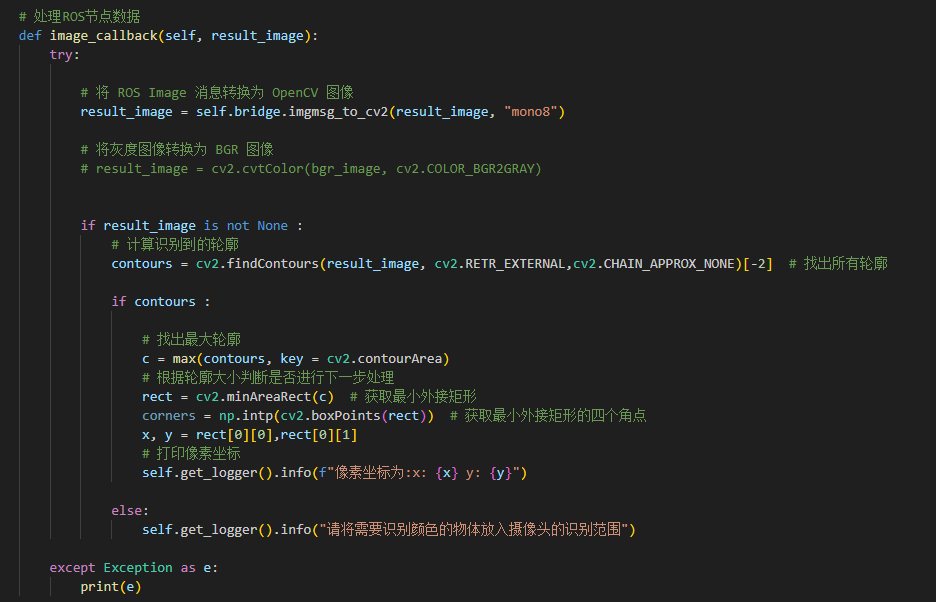 # 处理ROS节点数据
def image_callback(self, result_image):
try:
# 将 ROS Image 消息转换为 OpenCV 图像
result_image = self.bridge.imgmsg_to_cv2(result_image, "mono8")
# 将灰度图像转换为 BGR 图像
# result_image = cv2.cvtColor(bgr_image, cv2.COLOR_BGR2GRAY)
if result_image is not None :
# 计算识别到的轮廓
contours = cv2.findContours(result_image, cv2.RETR_EXTERNAL,cv2.CHAIN_APPROX_NONE)[-2]  # 找出所有轮廓
if contours :
# 找出最大轮廓
c = max(contours, key = cv2.contourArea)
# 根据轮廓大小判断是否进行下一步处理
rect = cv2.minAreaRect(c)  # 获取最小外接矩形
corners = np.intp(cv2.boxPoints(rect))  # 获取最小外接矩形的四个角点
x, y = rect[0][0],rect[0][1]
# 打印像素坐标
self.get_logger().info(f"像素坐标为:x: {x} y: {y}")
else:
self.get_logger().info("请将需要识别颜色的物体放入摄像头的识别范围")
except Exception as e:
print(e)